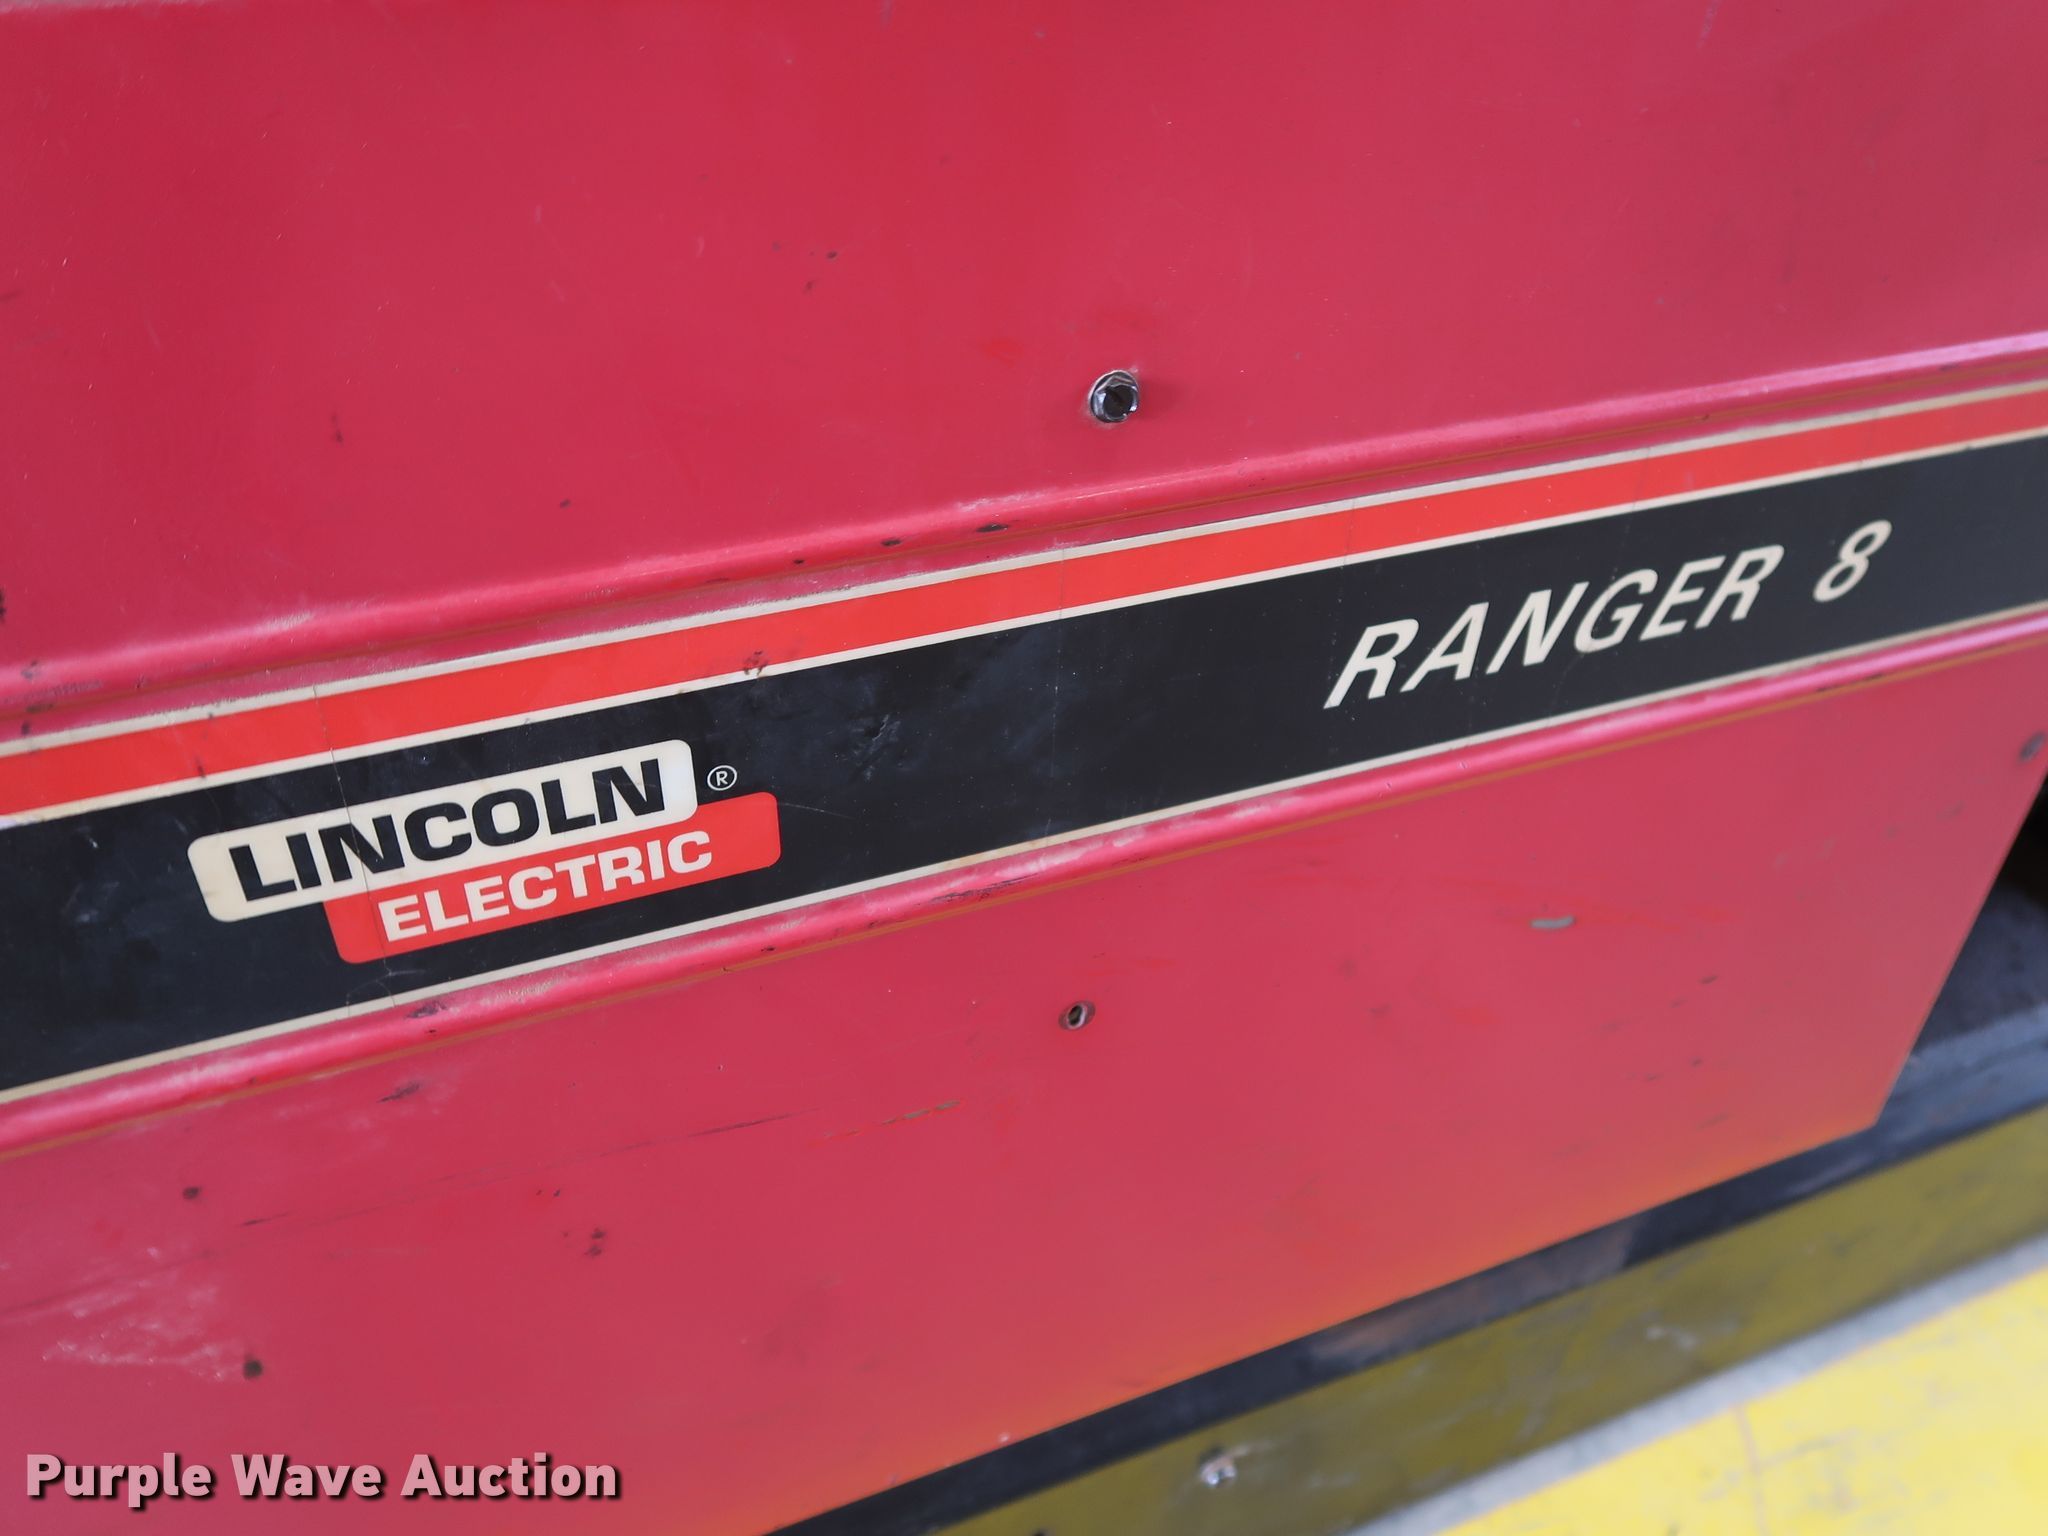 RANGER 8
LINCOLN ®
ELECTRIC
Purple Wave Auction